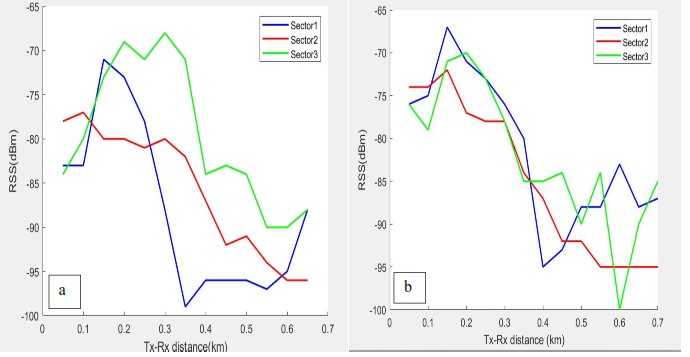 -65
-70
-75
-80
-85
-90
-95
-100
RSS(dBm)
0
0.1
0.2
0.3
0.4
0.5
0.6
0.7
Tx-Rx distance(km)
Sector1
Sector2
Sector3
a
-65
-70
-75
-80
-85
-90
-95
-100
RSS(dBm)
0
0.1
0.2
0.3
0.4
0.5
0.6
0.7
Tx-Rx distance (km)
Sector1
Sector2
Sector3
b